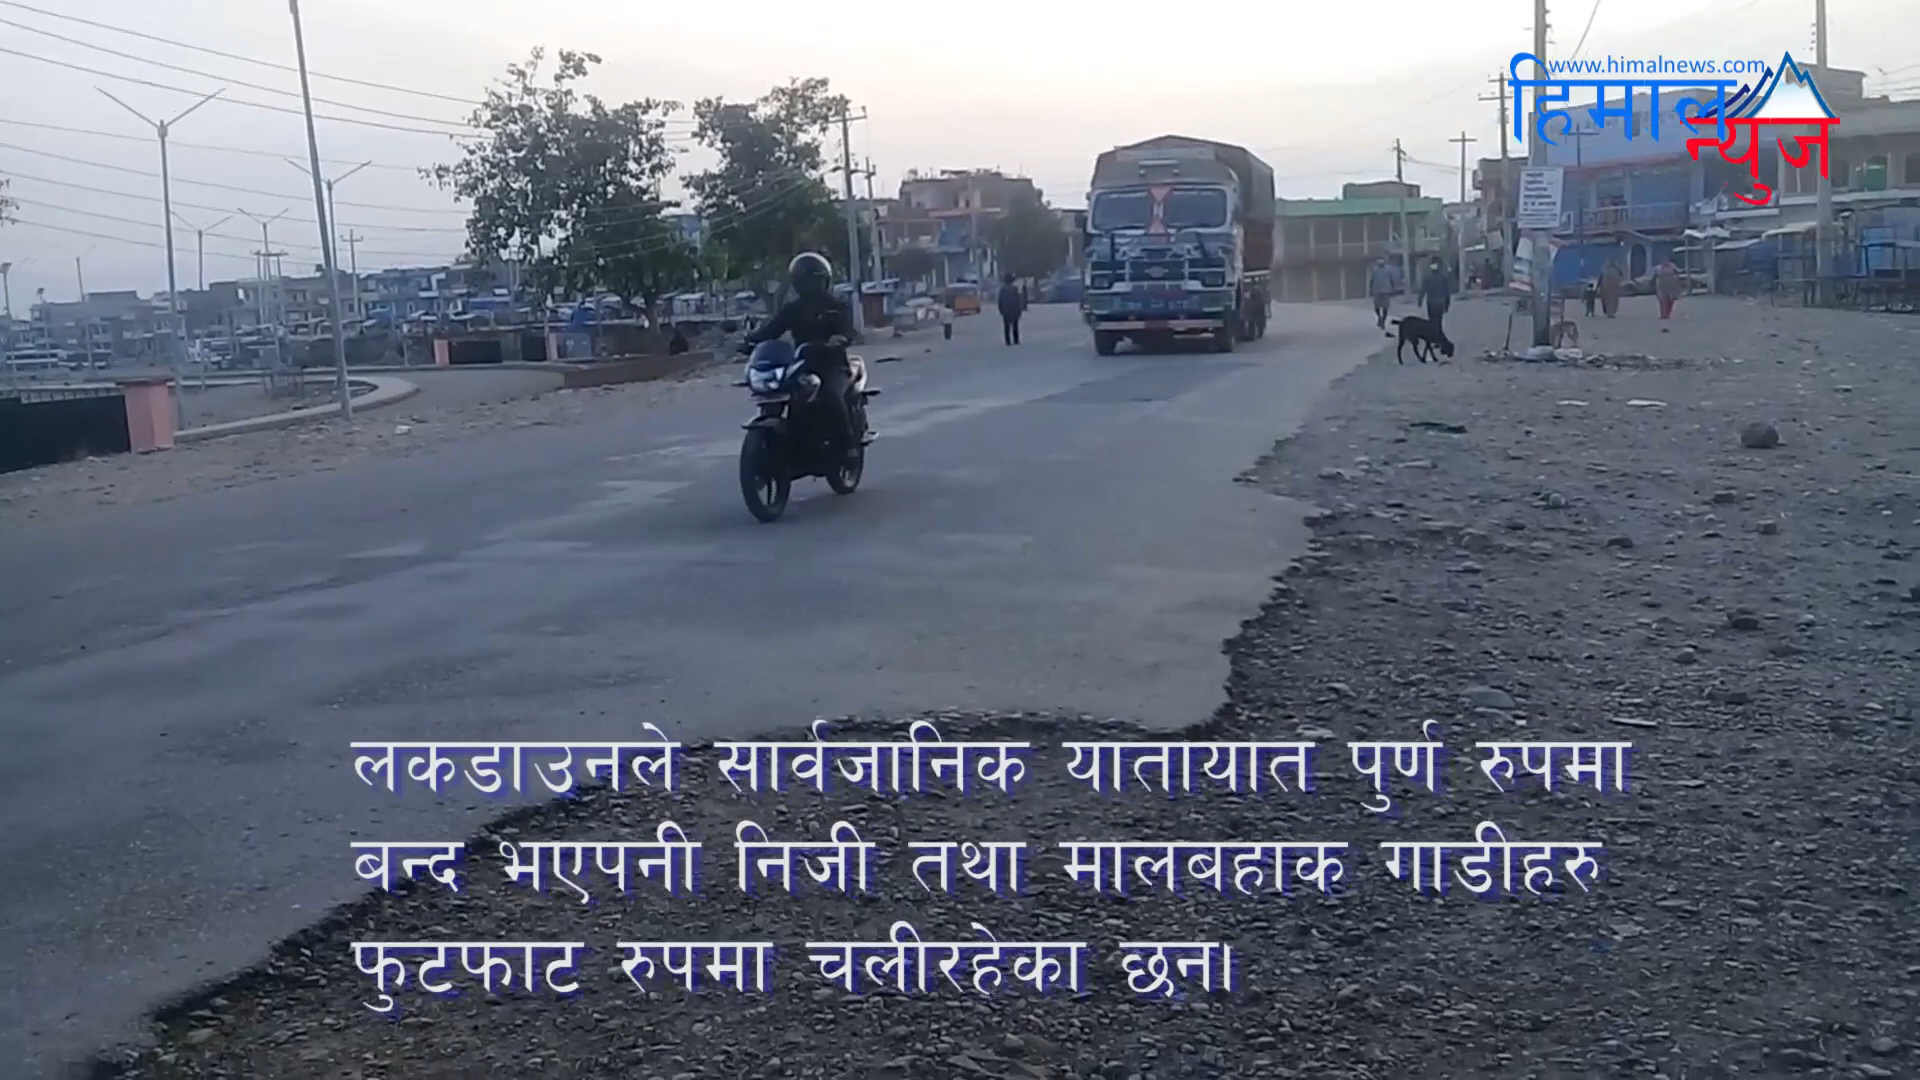 www.himalnews.com
हिमाल
न्युज
लकडाउनले सार्वजानिक यातायात पुर्ण रुपमा
बन्द भएपनी निजी तथा मालबहाक गाडीहरु
फुटफाट रुपमा चलीरहेका छन।